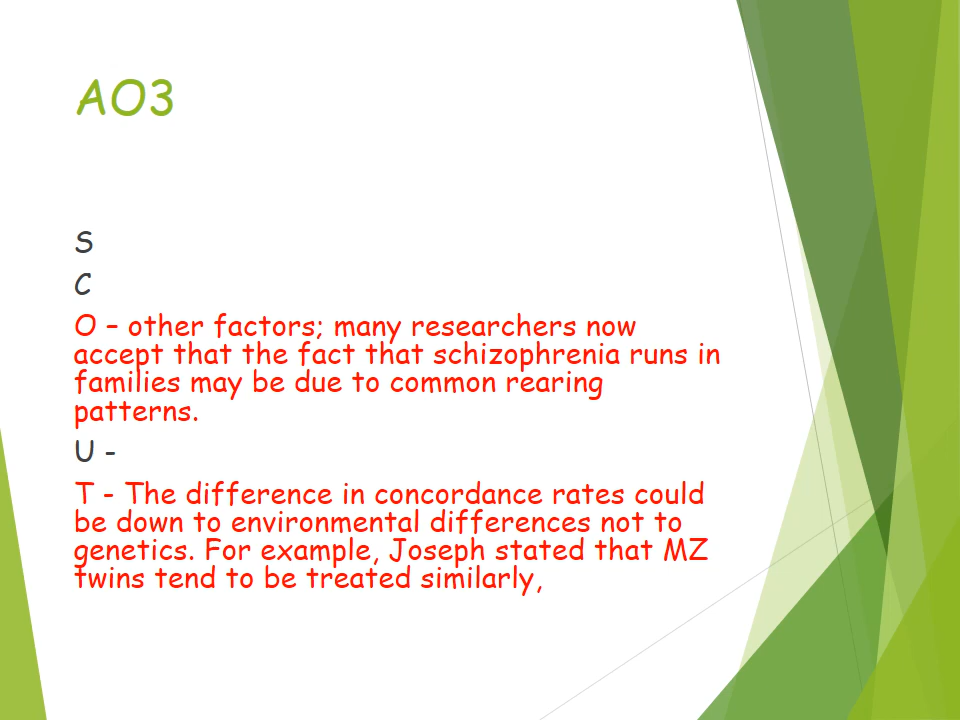 AO3
S
C
O – other factors; many researchers now
accept that the fact that schizophrenia runs in
families may be due to common rearing
patterns.
U -
T - The difference in concordance rates could
be down to environmental differences not to
genetics. For example, Joseph stated that MZ
twins tend to be treated similarly,